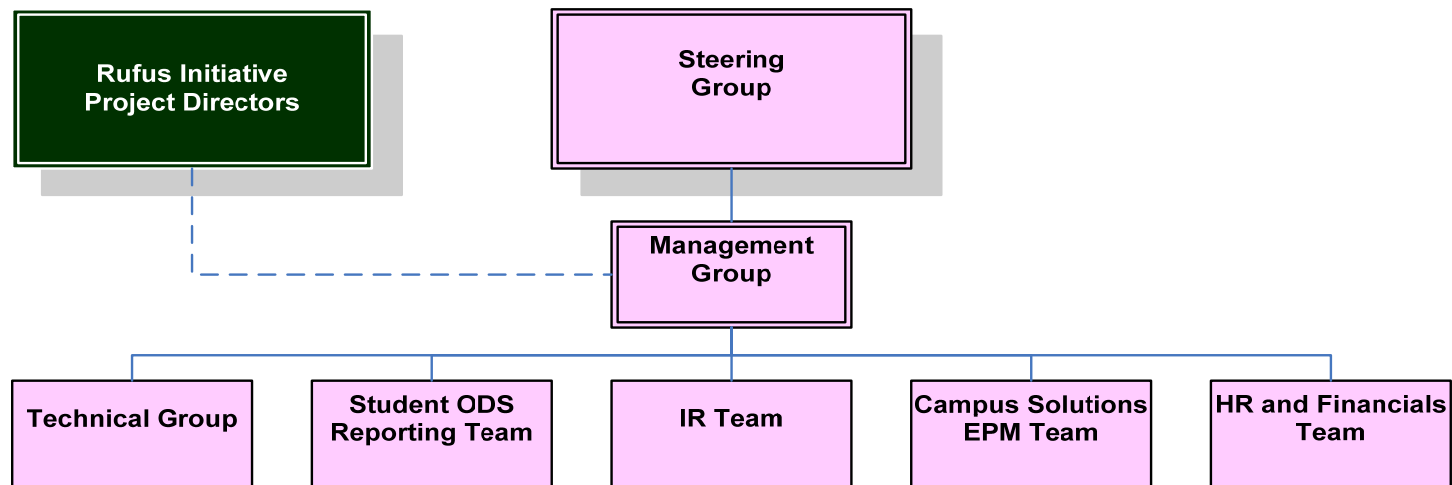 Rufus Initiative
Project Directors
Steering
Group
Management
Group
Technical Group
Student ODS
Reporting Team
IR Team
Campus Solutions
EPM Team
HR and Financials
Team